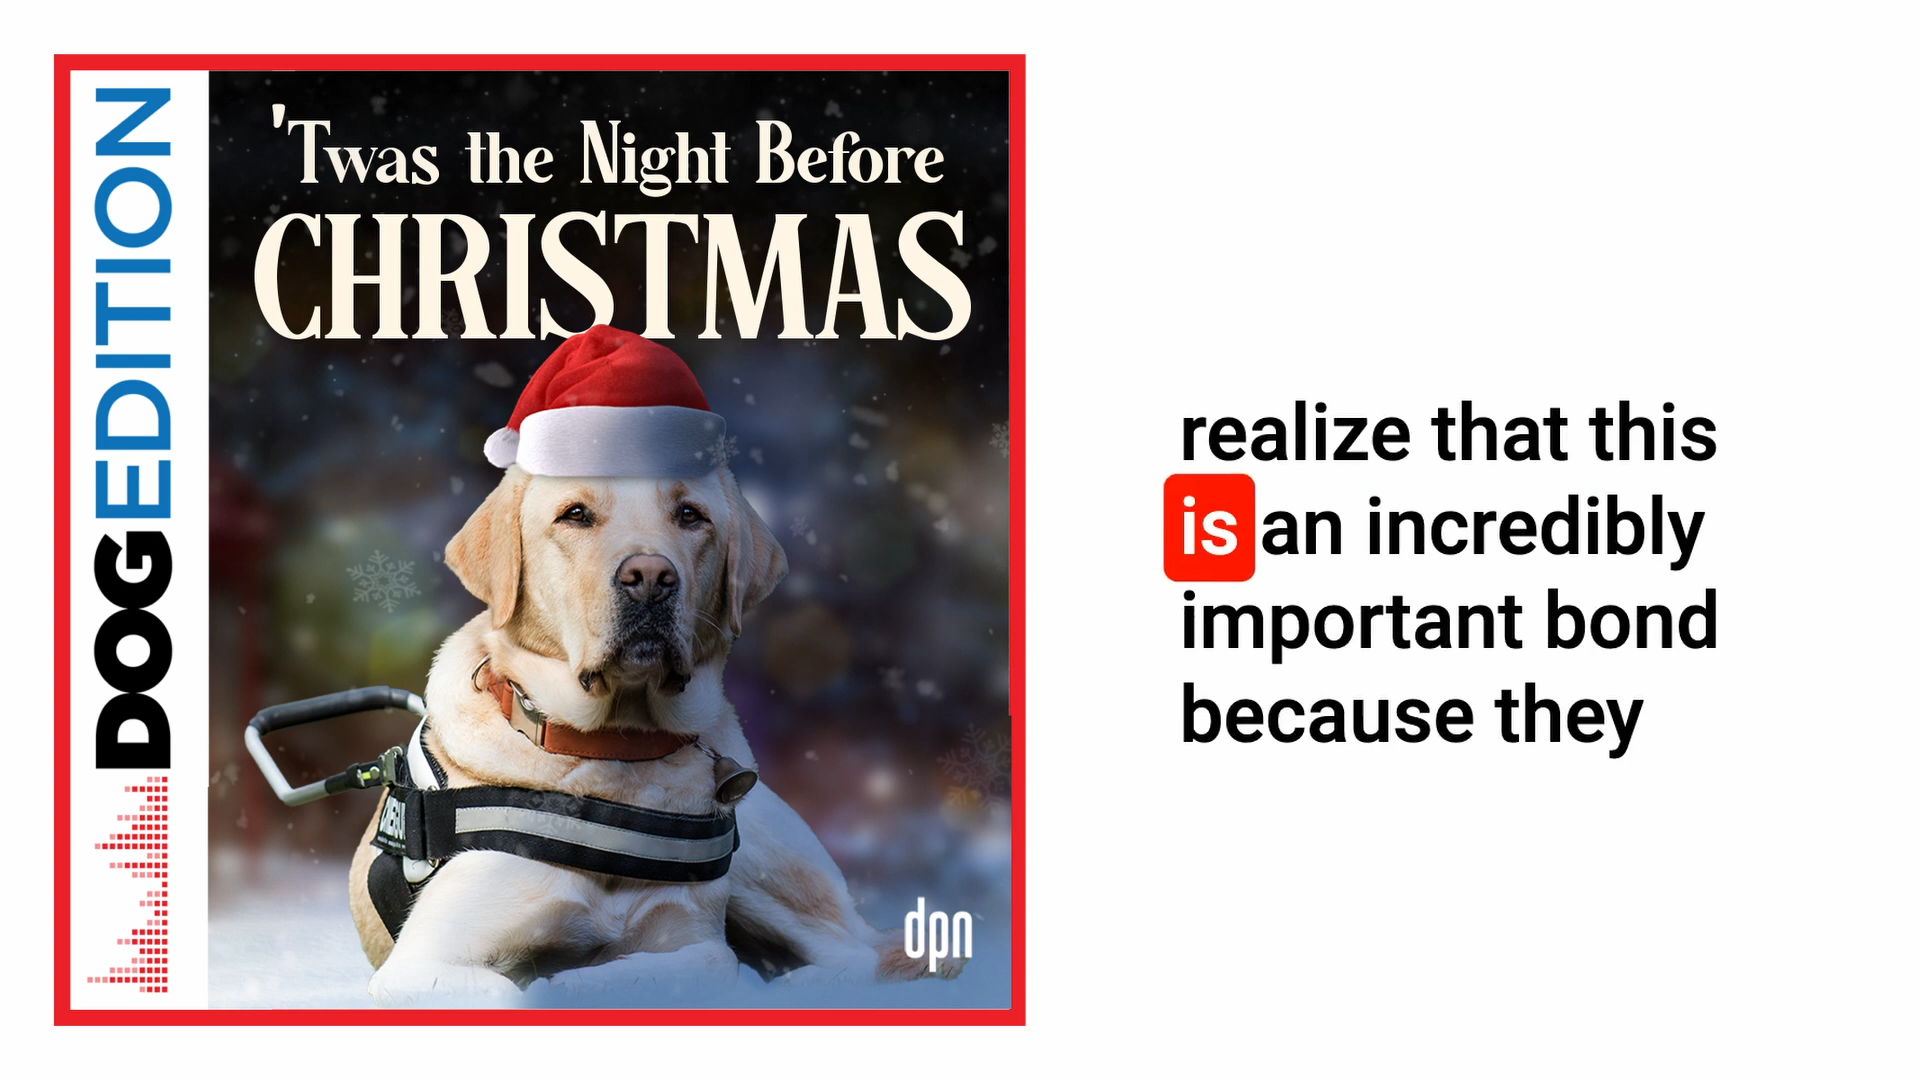 DOGEDITION
'Twas the Night Before
CHRISTMAS
dpn
realize that this
is an incredibly
important bond
because they